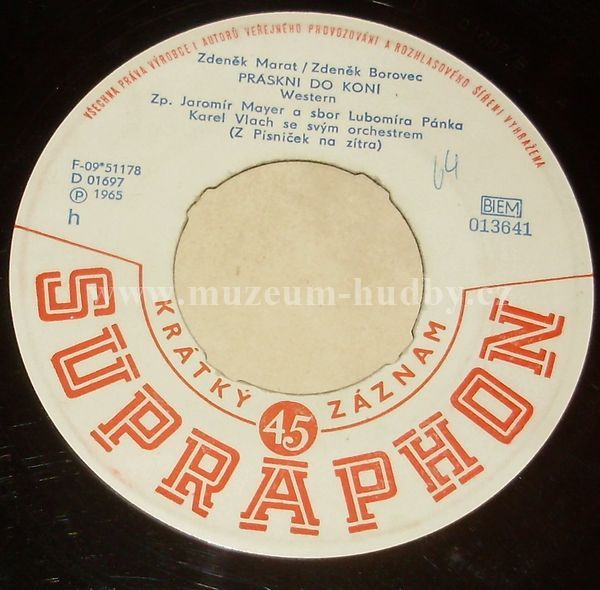 VŠECHNA PRÁVA VÝROBCE I AUTORŮ VEŘEJNÉHO PROVOZOVÁNÍ A ROZHLASOVÉHO ŠÍŘENÍ VYHRAŽENA
Zdeněk Marat/Zdeněk Borovec
PRÁSKNI DO KONÍ
Western
Zp. Jaromír Mayer a sbor Lubomíra Pánka
Karel Vlach se svým orchestrem
(Z Písniček na zítra)
F-09*51178
D 01697
Ⓟ 1965
h
64
BIEM
013641
www.muzeum-hudby.cz
KRÁTKÝ 45 ZÁZNAM
SUPRAPHON